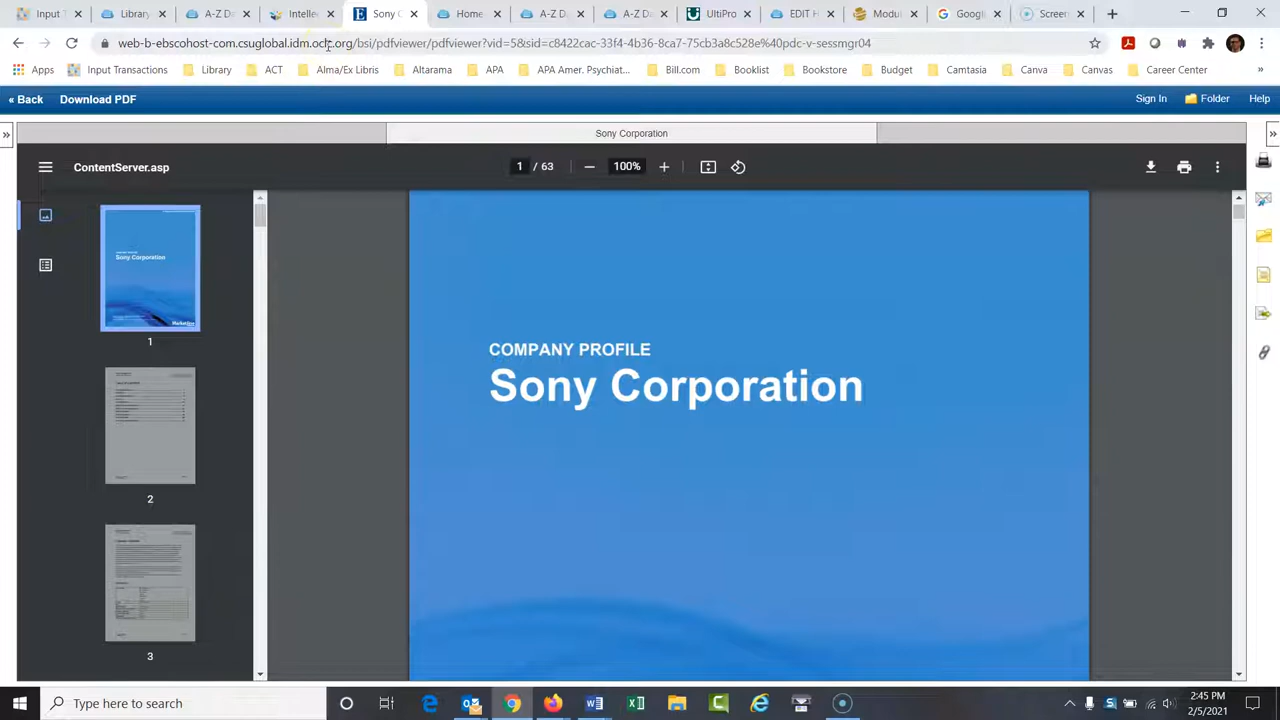 Input T
Library
A-Z Da
Intelle
Sony C
Home
A-Z D
A-Z Da
UltiPro
EDT F
Modul
Google
Screen
web-b-ebscohost-com.csuglobal.idm.oclc.org/bsi/pdfviewer/pdfviewer?vid=5&sid=c8422cac-33f4-4b36-8ca7-75cb3a8c528e%40pdc-v-sessmgr04
Apps Input Transactions Library ACT Alma/Ex Libris Altarama APA APA Amer. Psychiat... Bill.com Booklist Bookstore Budget Camtasia Canva Canvas Career Center »
« Back Download PDF Sign In Folder Help
Sony Corporation
ContentServer.asp 1 / 63 100%
Sony Corporation
1
2
3
COMPANY PROFILE
Sony Corporation
Type here to search
2:45 PM
2/5/2021